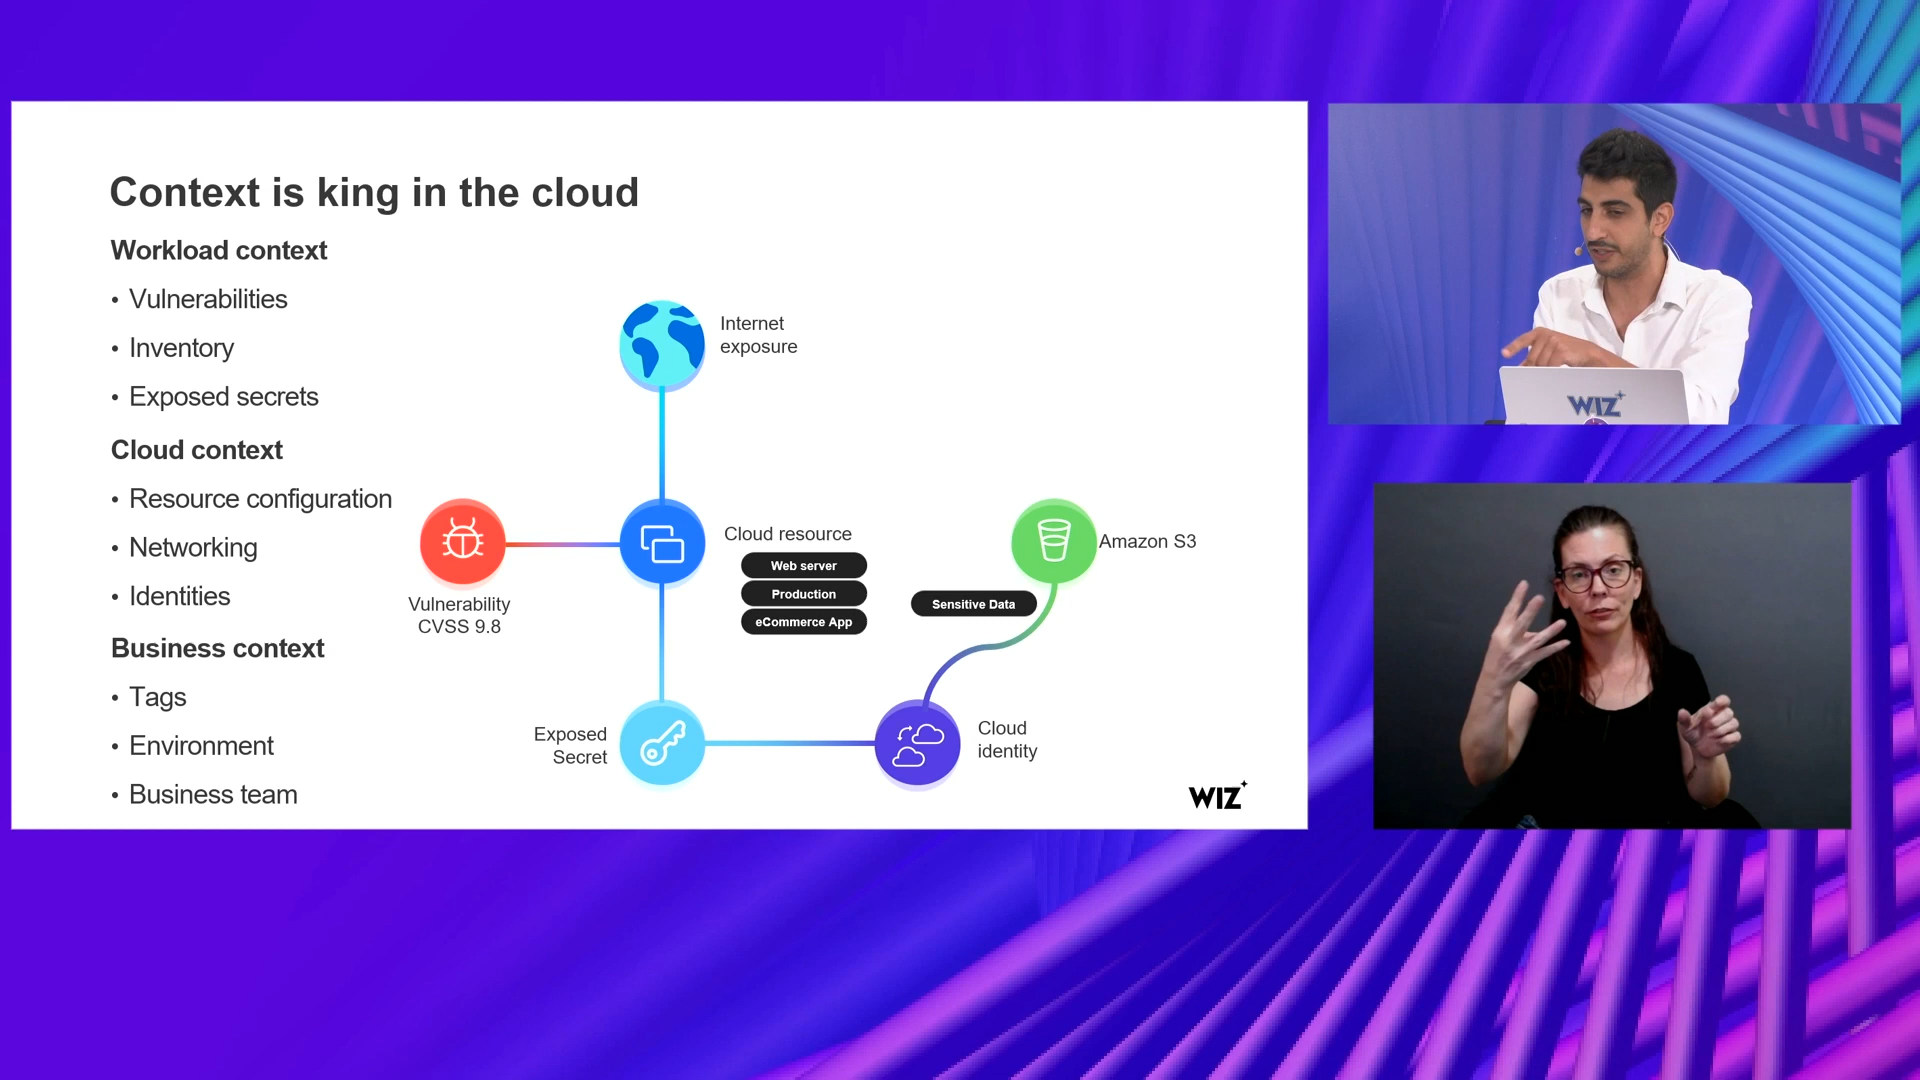 Context is king in the cloud
Workload context
• Vulnerabilities
• Inventory
• Exposed secrets
Cloud context
• Resource configuration
• Networking
• Identities
Business context
• Tags
• Environment
• Business team
Internet
exposure
Cloud resource
Web server
Production
eCommerce App
Vulnerability
CVSS 9.8
Amazon S3
Sensitive Data
Exposed
Secret
Cloud
identity
WIZ
WIZ